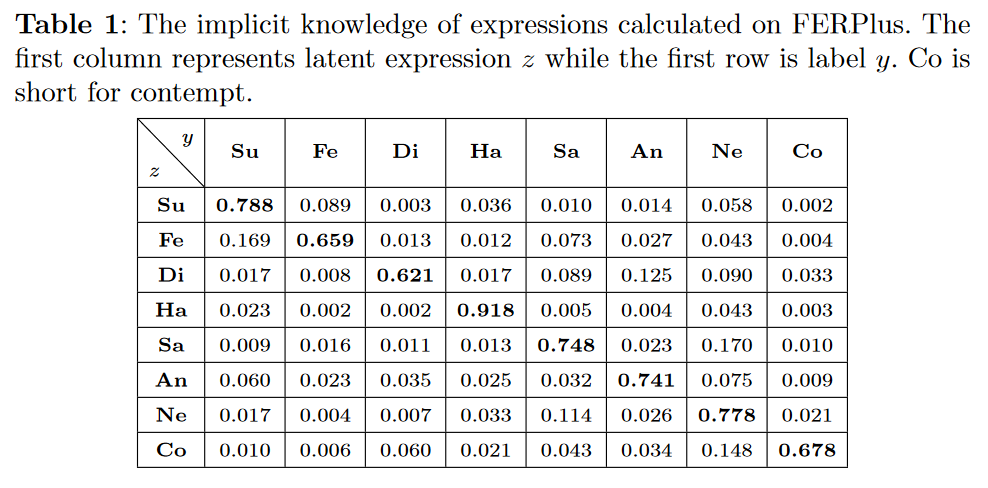 Table 1: The implicit knowledge of expressions calculated on FERPlus. The
first column represents latent expression z while the first row is label y. Co is
short for contempt.
y
z Su Fe Di Ha Sa An Ne Co
Su 0.788 0.089 0.003 0.036 0.010 0.014 0.058 0.002
Fe 0.169 0.659 0.013 0.012 0.073 0.027 0.043 0.004
Di 0.017 0.008 0.621 0.017 0.089 0.125 0.090 0.033
Ha 0.023 0.002 0.002 0.918 0.005 0.004 0.043 0.003
Sa 0.009 0.016 0.011 0.013 0.748 0.023 0.170 0.010
An 0.060 0.023 0.035 0.025 0.032 0.741 0.075 0.009
Ne 0.017 0.004 0.007 0.033 0.114 0.026 0.778 0.021
Co 0.010 0.006 0.060 0.021 0.043 0.034 0.148 0.678